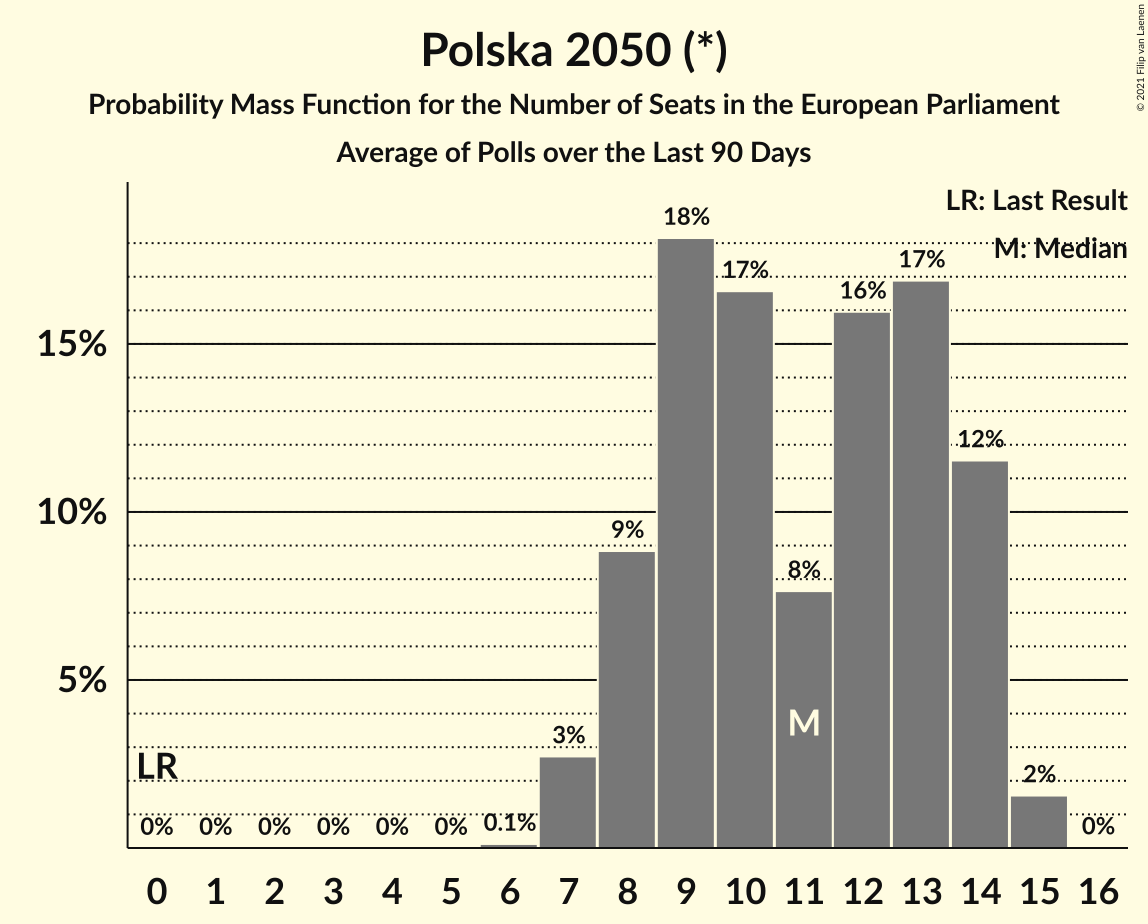 Polska 2050 (*)
Probability Mass Function for the Number of Seats in the European Parliament
Average of Polls over the Last 90 Days
© 2021 Filip van Laenen
LR: Last Result
M: Median
18%
17%
17%
16%
15%
12%
10%
9%
8%
5%
M
3%
LR
2%
0% 0% 0% 0% 0% 0% 0.1% 0%
0 1 2 3 4 5 6 7 8 9 10 11 12 13 14 15 16